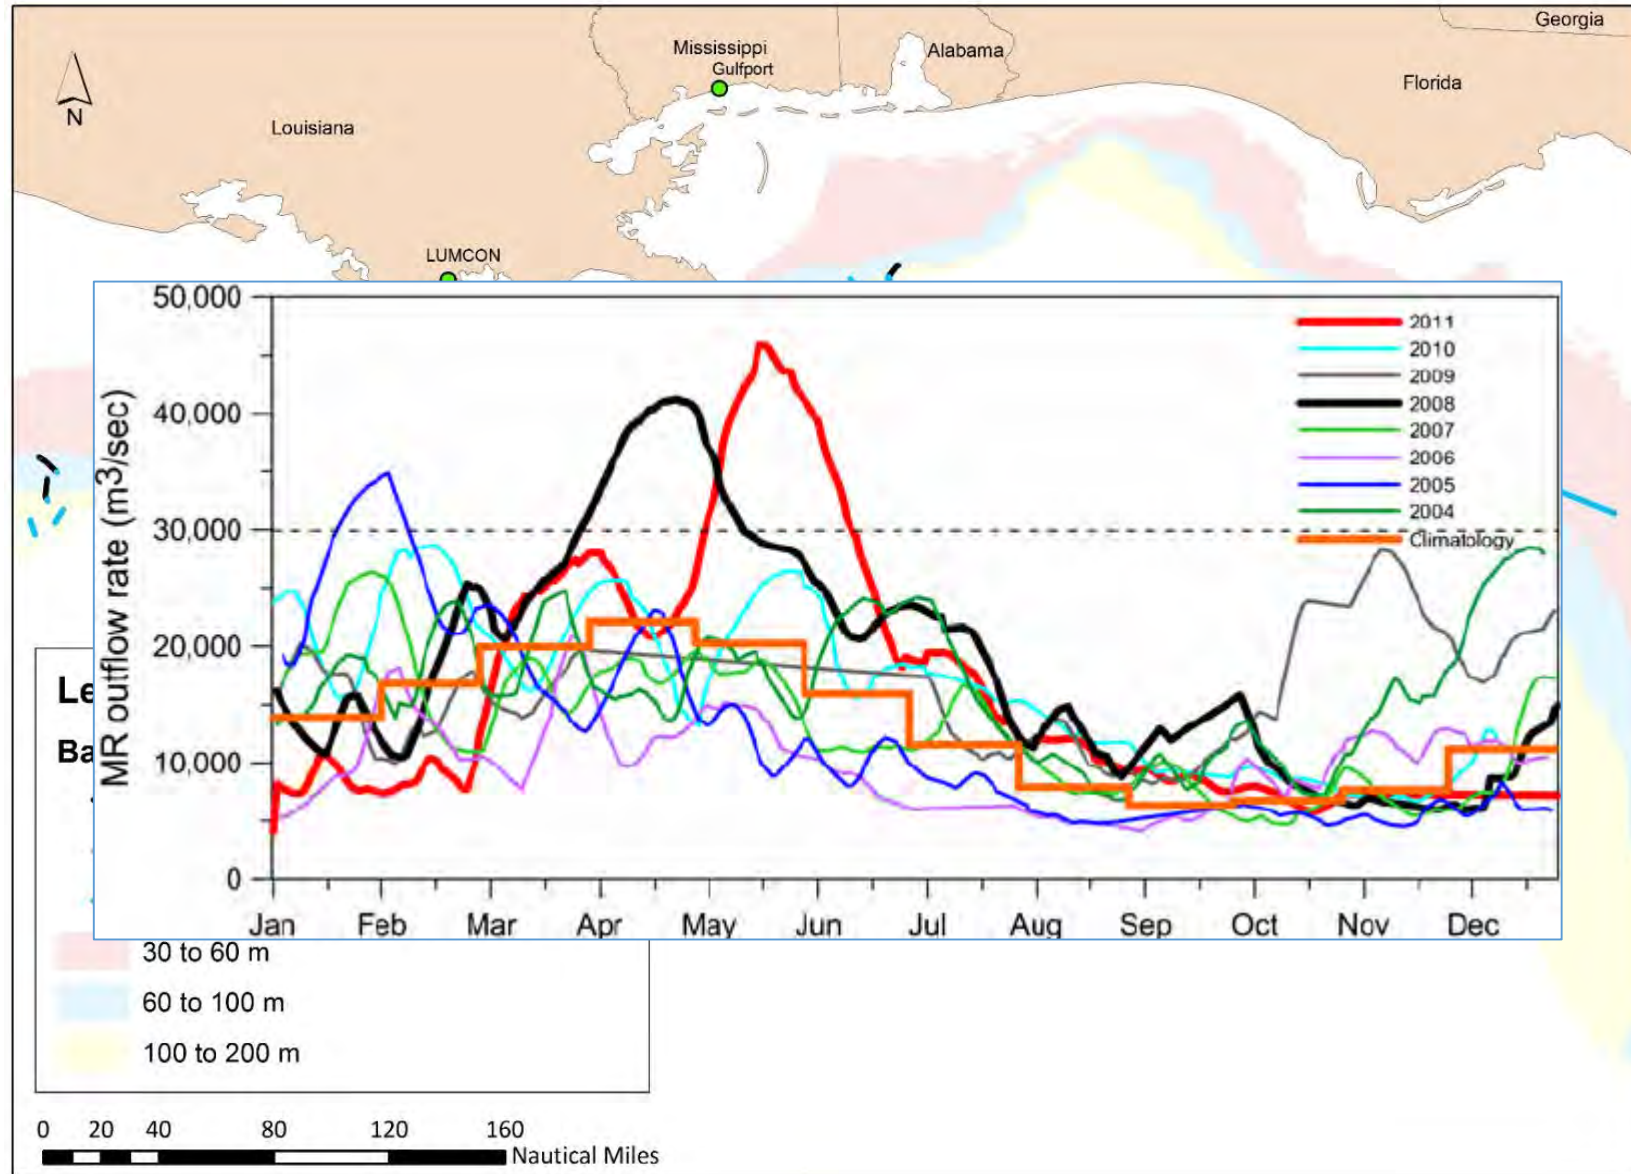 Georgia
Mississippi
Alabama
Gulfport
Florida
N
Louisiana
LUMCON
50,000
40,000
30,000
20,000
10,000
0
MR outflow rate (m3/sec)
2011
2010
2009
2008
2007
2006
2005
2004
Climatology
Jan Feb Mar Apr May Jun Jul Aug Sep Oct Nov Dec
Le
Ba
30 to 60 m
60 to 100 m
100 to 200 m
0 20 40 80 120 160
Nautical Miles